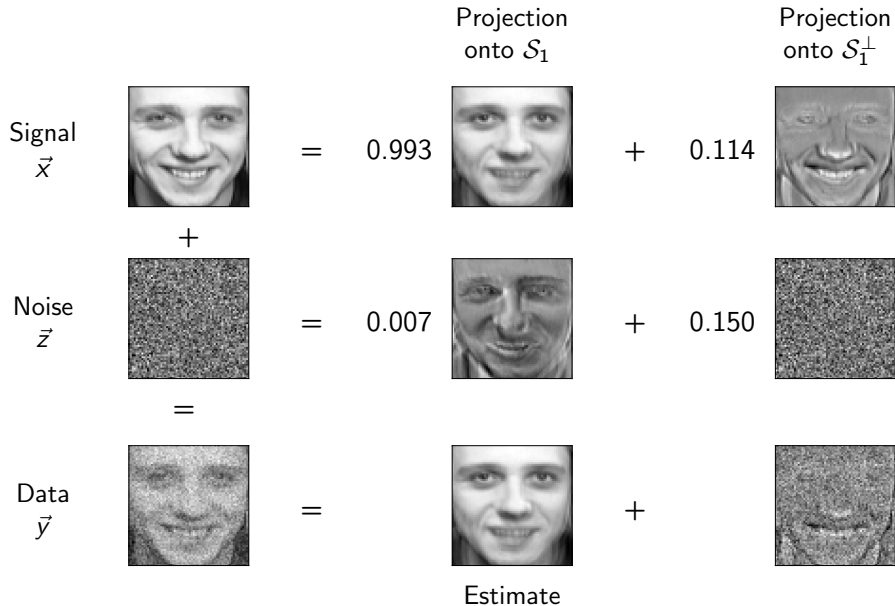 Projection
onto S₁
Projection
onto S₁^⊥
Signal
x⃗
= 0.993 + 0.114
+
Noise
z⃗
= 0.007 + 0.150
=
Data
y⃗
= +
Estimate